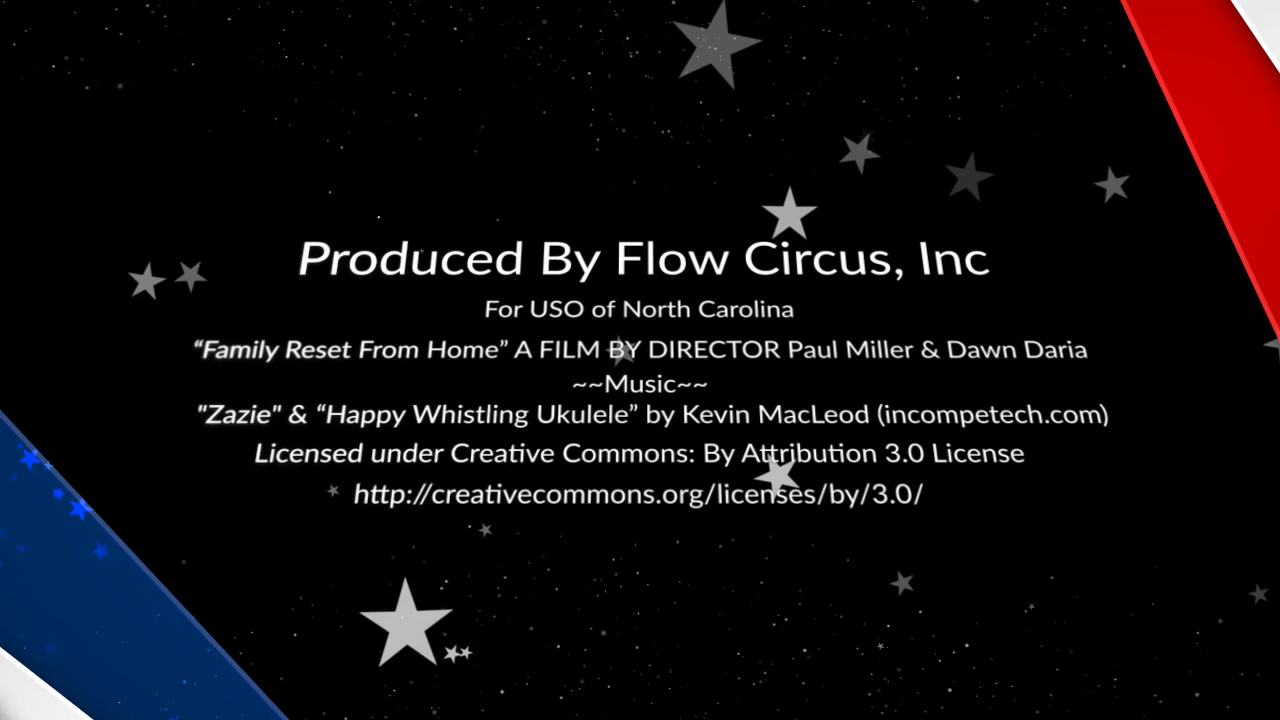 Produced By Flow Circus, Inc
For USO of North Carolina
“Family Reset From Home” A FILM BY DIRECTOR Paul Miller & Dawn Daria
~~Music~~
"Zazie" & “Happy Whistling Ukulele” by Kevin MacLeod (incompetech.com)
Licensed under Creative Commons: By Attribution 3.0 License
http://creativecommons.org/licenses/by/3.0/